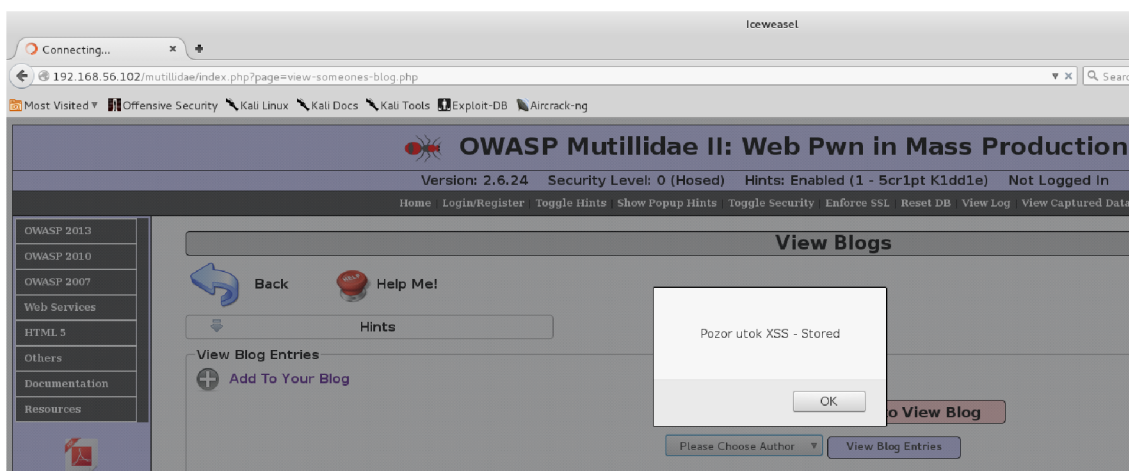 Iceweasel
Connecting...
192.168.56.102/mutillidae/index.php?page=view-someones-blog.php
Most Visited Offensive Security Kali Linux Kali Docs Kali Tools Exploit-DB Aircrack-ng
OWASP Mutillidae II: Web Pwn in Mass Production
Version: 2.6.24 Security Level: 0 (Hosed) Hints: Enabled (1 - 5cr1pt K1dd1e) Not Logged In
Home Login/Register Toggle Hints Show Popup Hints Toggle Security Enforce SSL Reset DB View Log View Captured Data
OWASP 2013
OWASP 2010
OWASP 2007
Web Services
HTML 5
Others
Documentation
Resources
View Blogs
Back Help Me!
Hints
View Blog Entries
Add To Your Blog
Pozor utok XSS - Stored
OK
o View Blog
Please Choose Author View Blog Entries